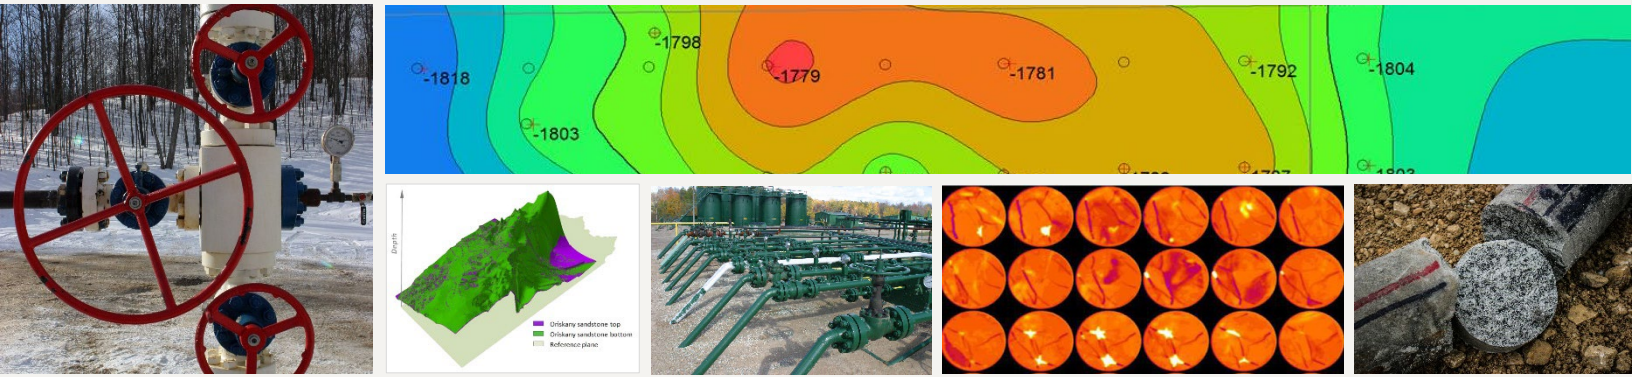 -1798
-1818
-1779
-1781
-1792
-1804
-1803
Depth
Oriskany sandstone top
Oriskany sandstone bottom
Reference plane